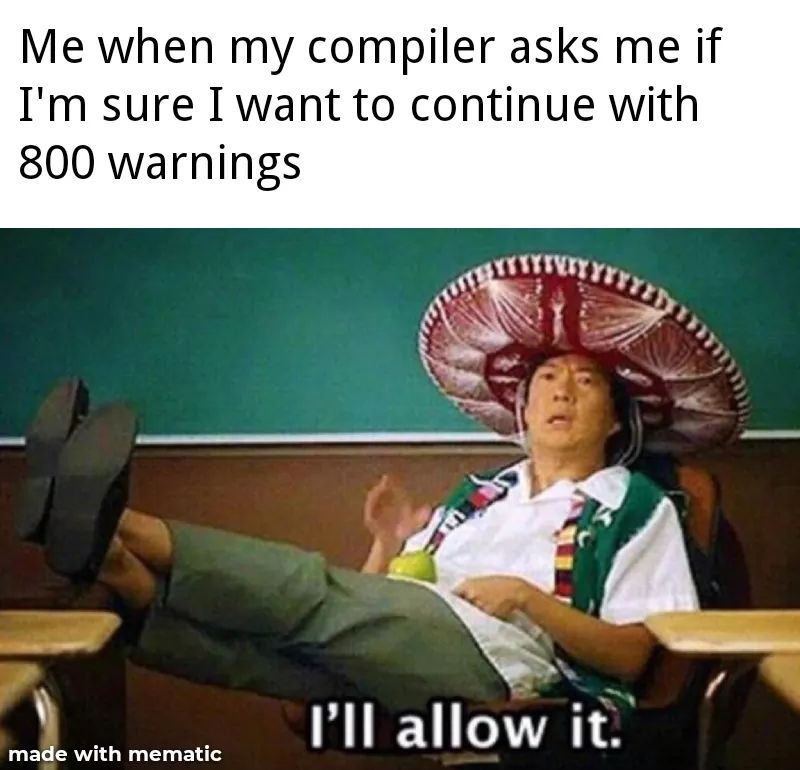 Me when my compiler asks me if
I'm sure I want to continue with
800 warnings
I'll allow it.
made with mematic